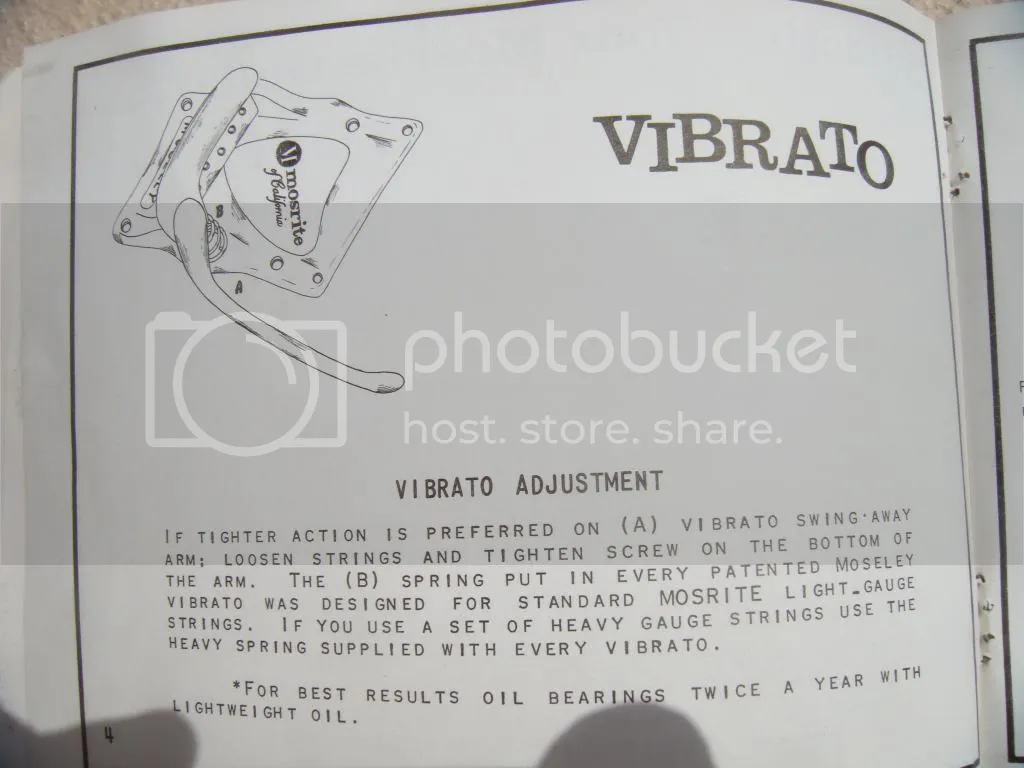 VIBRATO
M mosrite
of California
B
A
photobucket
host. store. share.
VIBRATO ADJUSTMENT
IF TIGHTER ACTION IS PREFERRED ON (A) VIBRATO SWING-AWAY
ARM; LOOSEN STRINGS AND TIGHTEN SCREW ON THE BOTTOM OF
THE ARM. THE (B) SPRING PUT IN EVERY PATENTED MOSELEY
VIBRATO WAS DESIGNED FOR STANDARD MOSRITE LIGHT-GAUGE
STRINGS. IF YOU USE A SET OF HEAVY GAUGE STRINGS USE THE
HEAVY SPRING SUPPLIED WITH EVERY VIBRATO.
*FOR BEST RESULTS OIL BEARINGS TWICE A YEAR WITH
LIGHTWEIGHT OIL.
4